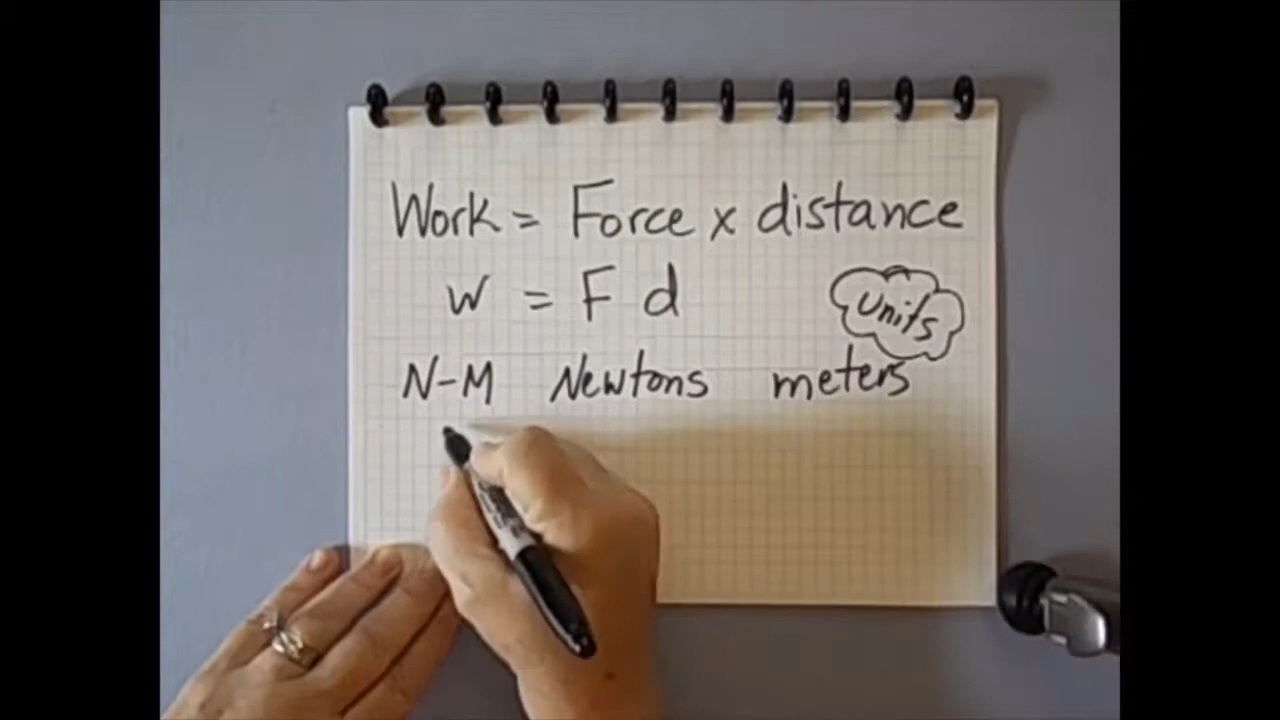 Work = Force x distance
W = F d
Units
N-M Newtons meters